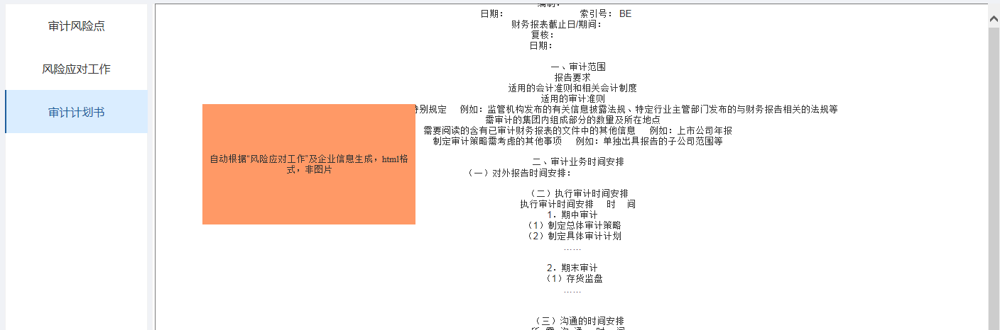 审计风险点
风险应对工作
审计计划书
编制：
日期： 索引号： BE
财务报表截止日/期间：
复核：
日期：
一、审计范围
报告要求
适用的会计准则和相关会计制度
适用的审计准则
特别规定 例如：监管机构发布的有关信息披露法规、特定行业主管部门发布的与财务报告相关的法规等
需审计的集团内组成部分的数量及所在地点
需要阅读的含有已审计财务报表的文件中的其他信息 例如：上市公司年报
制定审计策略需考虑的其他事项 例如：单独出具报告的子公司范围等
自动根据“风险应对工作”及企业信息生成，html格
式，非图片
二、审计业务时间安排
（一）对外报告时间安排：
（二）执行审计时间安排
执行审计时间安排 时 间
1．期中审计
（1）制定总体审计策略
（2）制定具体审计计划
……
2．期末审计
（1）存货监盘
……
（三）沟通的时间安排
所 需 沟 通 时 间